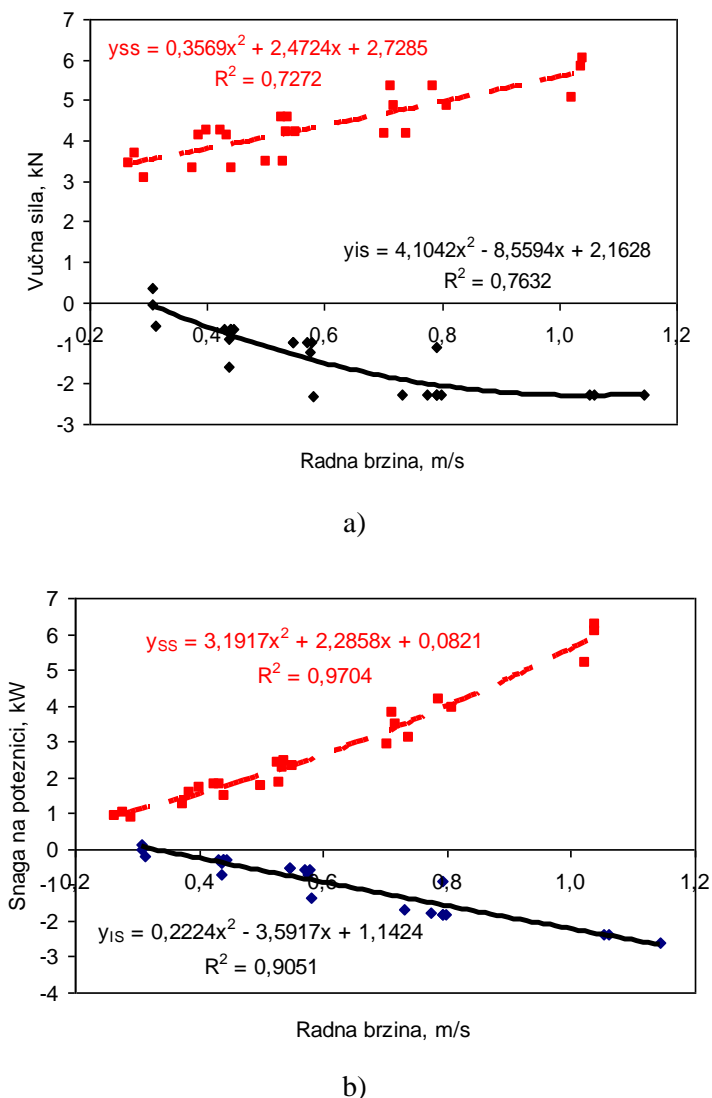 7
6
5
4
3
2
1
0
-1
-2
-3
Vučna sila, kN
yss = 0,3569x² + 2,4724x + 2,7285
R² = 0,7272
yis = 4,1042x² - 8,5594x + 2,1628
R² = 0,7632
0,2 0,4 0,6 0,8 1,0 1,2
Radna brzina, m/s
a)
7
6
5
4
3
2
1
0
-1
-2
-3
-4
Snaga na poteznici, kW
ySS = 3,1917x² + 2,2858x + 0,0821
R² = 0,9704
0,2 0,4 0,6 0,8 1,0 1,2
yIS = 0,2224x² - 3,5917x + 1,1424
R² = 0,9051
Radna brzina, m/s
b)